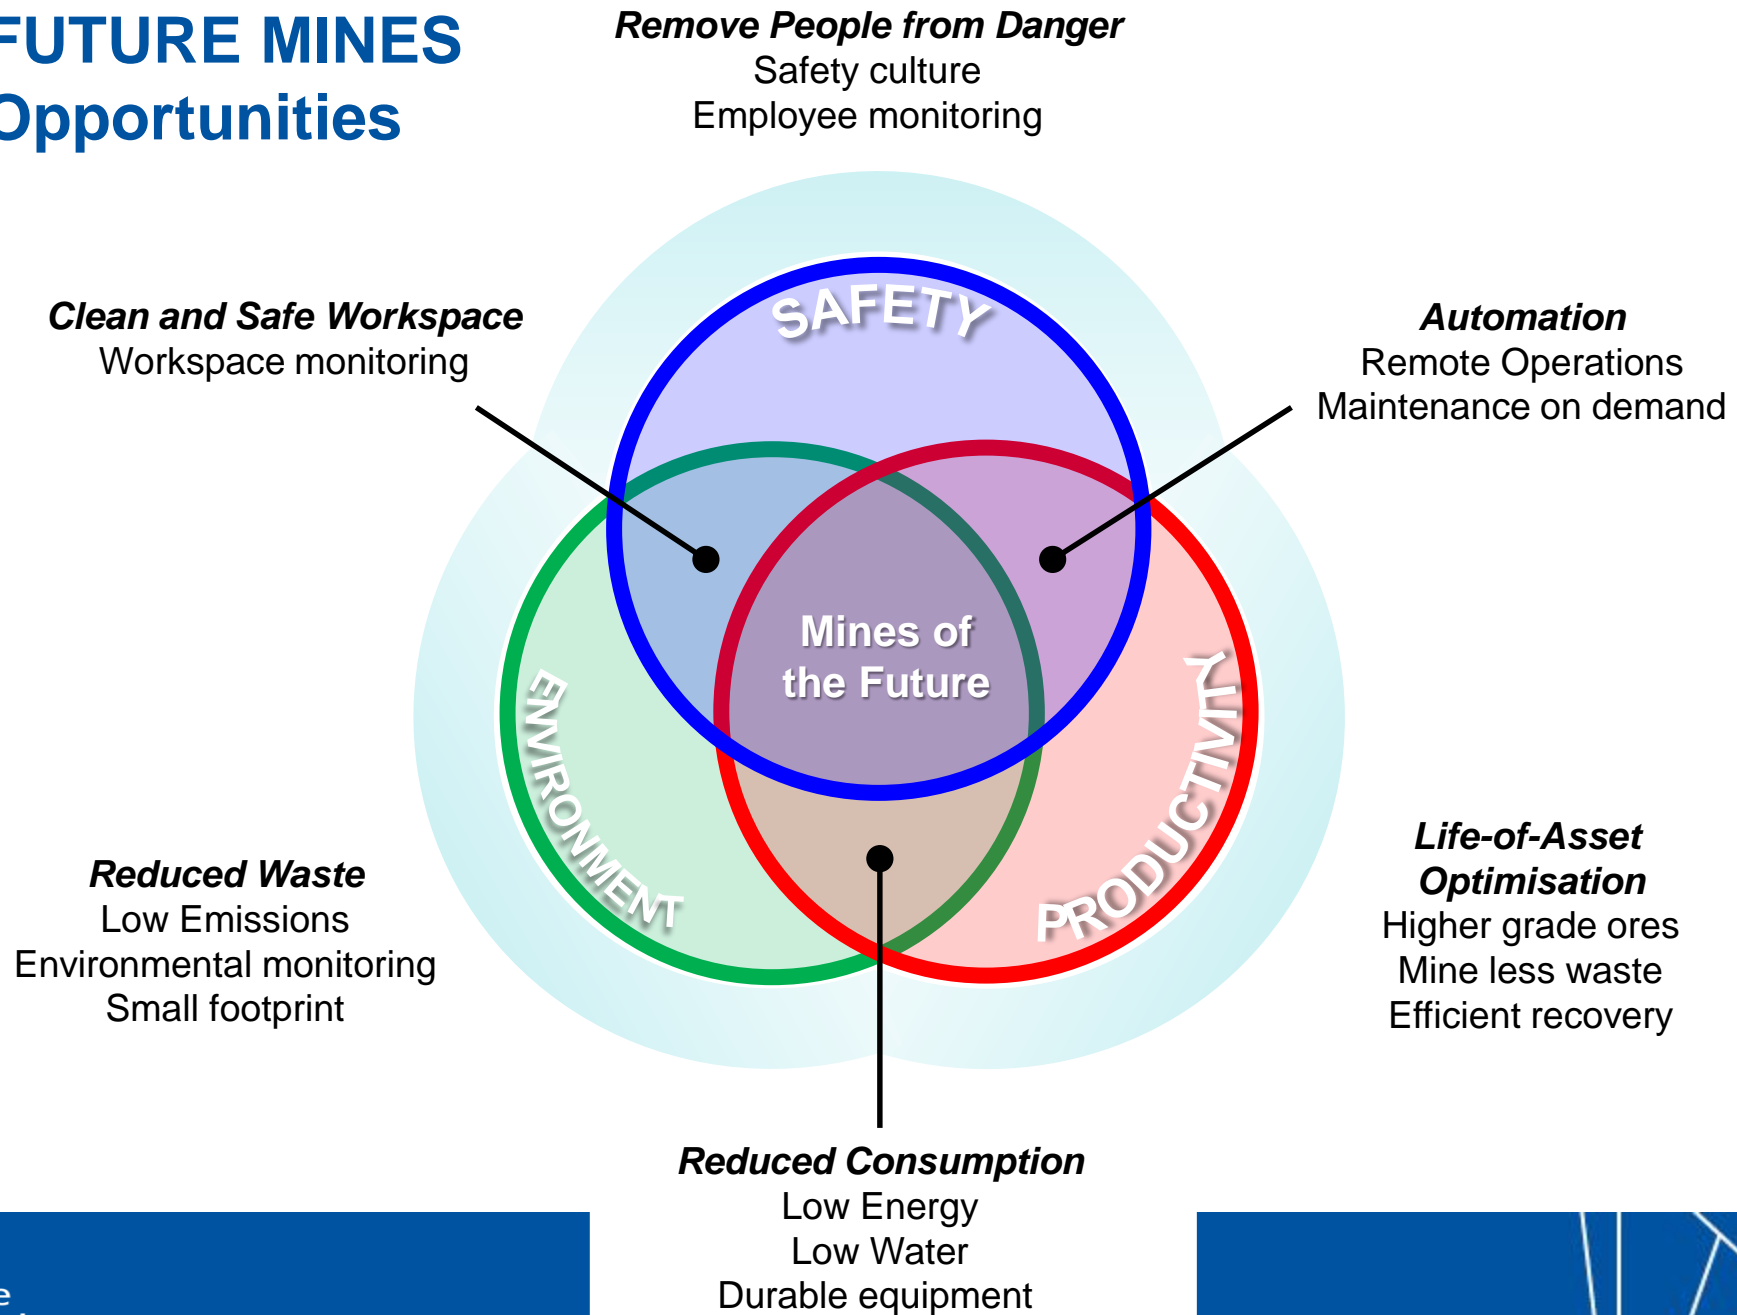 FUTURE MINES
Opportunities
Remove People from Danger
Safety culture
Employee monitoring
Clean and Safe Workspace
Workspace monitoring
Automation
Remote Operations
Maintenance on demand
SAFETY
Mines of
the Future
ENVIRONMENT
PRODUCTIVITY
Reduced Waste
Low Emissions
Environmental monitoring
Small footprint
Life-of-Asset
Optimisation
Higher grade ores
Mine less waste
Efficient recovery
Reduced Consumption
Low Energy
Low Water
Durable equipment